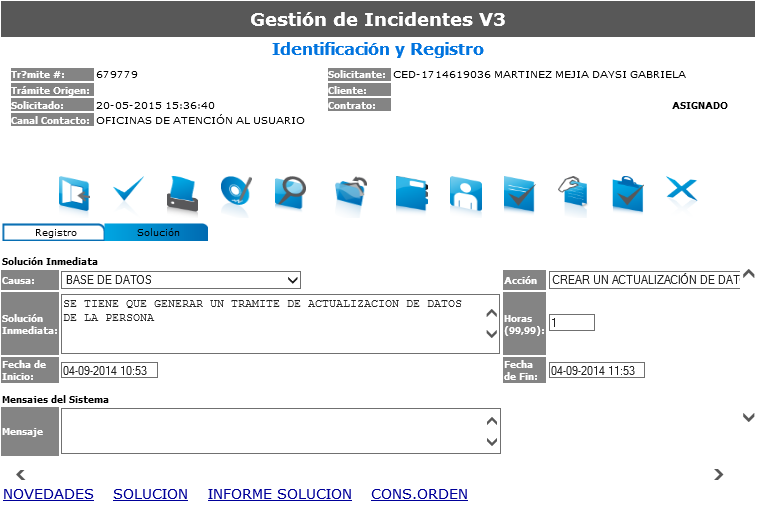 Gestión de Incidentes V3
Identificación y Registro
Tr?mite #: 679779 Solicitante: CED-1714619036 MARTINEZ MEJIA DAYSI GABRIELA
Trámite Origen: Cliente:
Solicitado: 20-05-2015 15:36:40 Contrato: ASIGNADO
Canal Contacto: OFICINAS DE ATENCIÓN AL USUARIO
Registro Solución
Solución Inmediata
Causa: BASE DE DATOS Acción CREAR UN ACTUALIZACIÓN DE DAT
SE TIENE QUE GENERAR UN TRAMITE DE ACTUALIZACION DE DATOS
DE LA PERSONA
Solución
Inmediata:
Horas
(99,99): 1
Fecha de
Inicio: 04-09-2014 10:53
Fecha
de Fin: 04-09-2014 11:53
Mensajes del Sistema
Mensaje
NOVEDADES SOLUCION INFORME SOLUCION CONS.ORDEN